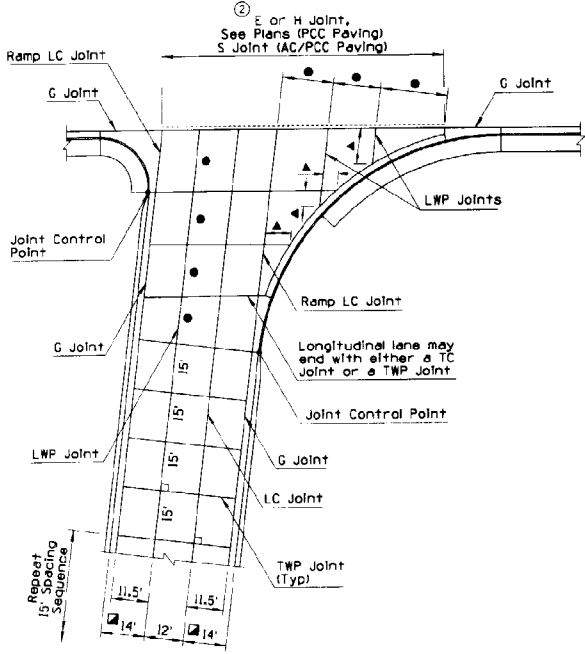 ②
E or H Joint,
See Plans (PCC Paving)
S Joint (AC/PCC Paving)
Ramp LC Joint
G Joint
G Joint
LWP Joints
Joint Control
Point
Ramp LC Joint
G Joint
Longitudinal lane may
end with either a TC
Joint or a TWP Joint
15'
Joint Control Point
15'
LWP Joint
15'
G Joint
LC Joint
15'
TWP Joint
(Typ)
Repeat
15' Spacing
Sequence
11.5'
11.5'
14'
12'
14'